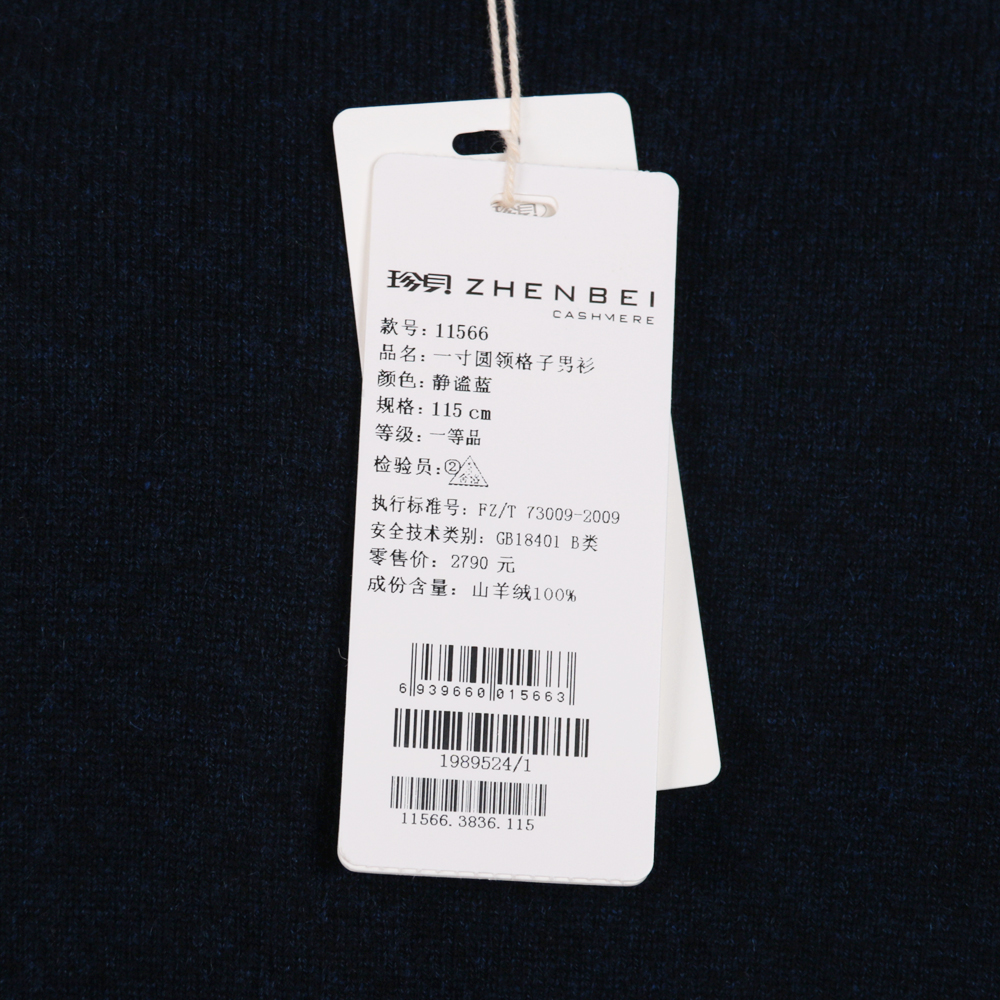 珍貝 ZHENBEI
CASHMERE
款号: 11566
品名: 一寸圆领格子男衫
颜色: 静谧蓝
规格: 115 cm
等级: 一等品
检验员: ②
执行标准号: FZ/T 73009-2009
安全技术类别: GB18401 B类
零售价: 2790 元
成份含量: 山羊绒100%
6 939660 015663
1989524/1
11566.3836.115